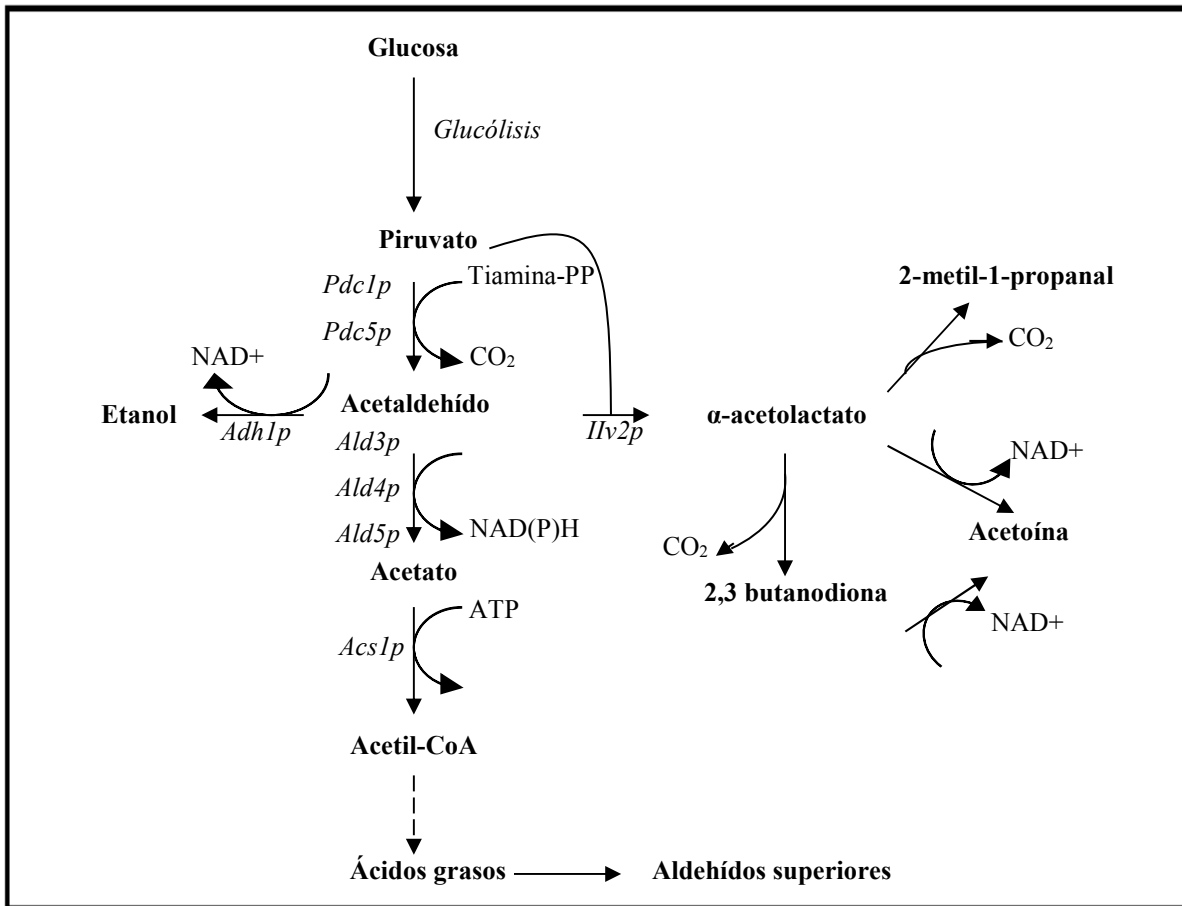 Glucosa
Glucólisis
Piruvato
Pdc1p
Tiamina-PP
Pdc5p
CO₂
NAD+
Etanol
Adh1p
Acetaldehído
Ald3p
Ald4p
Ald5p
NAD(P)H
Acetato
ATP
Acs1p
Acetil-CoA
Ácidos grasos
Aldehídos superiores
IIv2p
α-acetolactato
2-metil-1-propanal
CO₂
NAD+
Acetoína
CO₂
2,3 butanodiona
NAD+